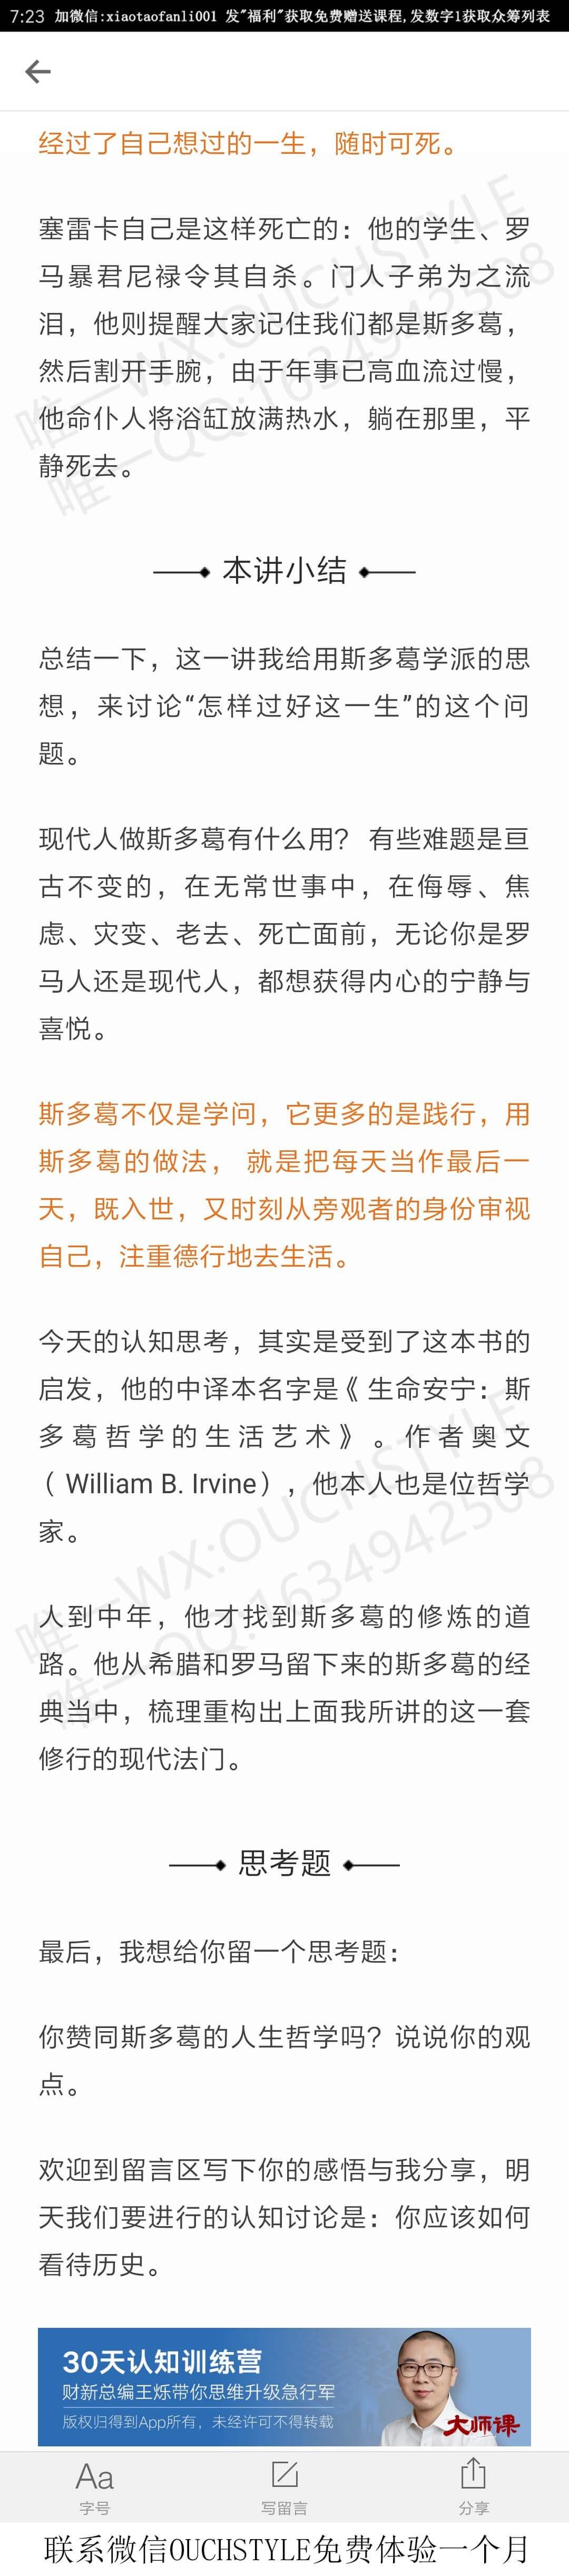 7:23 加微信:xiaotaofanli001 发"福利"获取免费赠送课程,发数字1获取众筹列表
经过了自己想过的一生，随时可死。
塞雷卡自己是这样死亡的：他的学生、罗
马暴君尼禄令其自杀。门人子弟为之流
泪，他则提醒大家记住我们都是斯多葛，
然后割开手腕，由于年事已高血流过慢，
他命仆人将浴缸放满热水，躺在那里，平
静死去。
唯一WX:OUCHSTYLE
唯一QQ:1634942508
本讲小结
总结一下，这一讲我给用斯多葛学派的思
想，来讨论“怎样过好这一生”的这个问
题。
现代人做斯多葛有什么用？ 有些难题是亘
古不变的，在无常世事中，在侮辱、焦
虑、灾变、老去、死亡面前，无论你是罗
马人还是现代人，都想获得内心的宁静与
喜悦。
斯多葛不仅是学问，它更多的是践行，用
斯多葛的做法， 就是把每天当作最后一
天，既入世，又时刻从旁观者的身份审视
自己，注重德行地去生活。
今天的认知思考，其实是受到了这本书的
启发，他的中译本名字是《 生命安宁：斯
多葛哲学的生活艺术》。作者奥文
（ William B. Irvine），他本人也是位哲学
家。
唯一WX:OUCHSTYLE
唯一QQ:1634942508
人到中年，他才找到斯多葛的修炼的道
路。他从希腊和罗马留下来的斯多葛的经
典当中，梳理重构出上面我所讲的这一套
修行的现代法门。
思考题
最后，我想给你留一个思考题：
你赞同斯多葛的人生哲学吗？说说你的观
点。
欢迎到留言区写下你的感悟与我分享，明
天我们要进行的认知讨论是：你应该如何
看待历史。
30天认知训练营
财新总编王烁带你思维升级急行军
版权归得到App所有，未经许可不得转载
大师课
Aa
字号
写留言
分享
联系微信OUCHSTYLE免费体验一个月